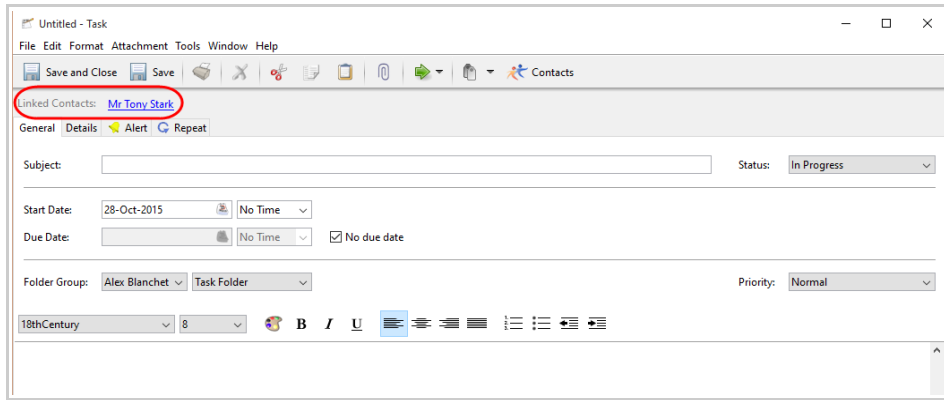 Untitled - Task
File Edit Format Attachment Tools Window Help
Save and Close Save Contacts
Linked Contacts: Mr Tony Stark
General Details Alert Repeat
Subject: Status: In Progress
Start Date: 28-Oct-2015 No Time
Due Date: No Time No due date
Folder Group: Alex Blanchet Task Folder Priority: Normal
18thCentury 8 B I U